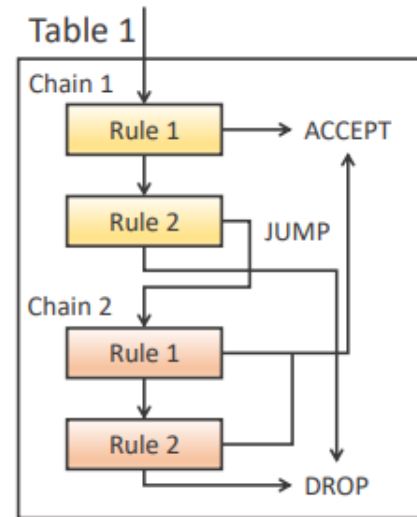 Table 1
Chain 1
Rule 1
ACCEPT
Rule 2
JUMP
Chain 2
Rule 1
Rule 2
DROP